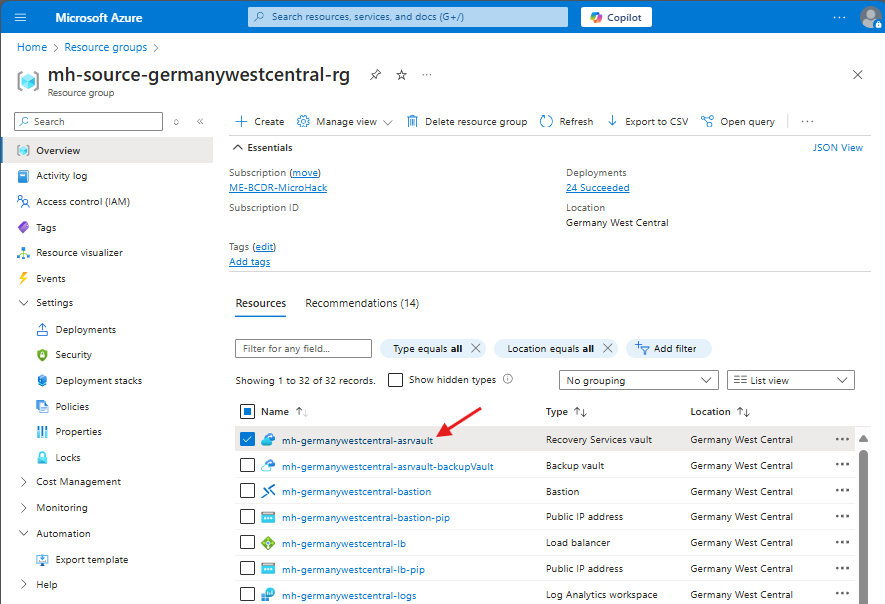 Microsoft Azure
Search resources, services, and docs (G+/)
Copilot
Home > Resource groups >
mh-source-germanywestcentral-rg
Resource group
Search
Create
Manage view
Delete resource group
Refresh
Export to CSV
Open query
Overview
Activity log
Access control (IAM)
Tags
Resource visualizer
Events
Settings
Deployments
Security
Deployment stacks
Policies
Properties
Locks
Cost Management
Monitoring
Automation
Export template
Help
Essentials
JSON View
Subscription (move)
ME-BCDR-MicroHack
Subscription ID
Deployments
24 Succeeded
Location
Germany West Central
Tags (edit)
Add tags
Resources
Recommendations (14)
Filter for any field...
Type equals all
Location equals all
Add filter
Showing 1 to 32 of 32 records.
Show hidden types
No grouping
List view
Name Type Location
mh-germanywestcentral-asrvault Recovery Services vault Germany West Central
mh-germanywestcentral-asrvault-backupVault Backup vault Germany West Central
mh-germanywestcentral-bastion Bastion Germany West Central
mh-germanywestcentral-bastion-pip Public IP address Germany West Central
mh-germanywestcentral-lb Load balancer Germany West Central
mh-germanywestcentral-lb-pip Public IP address Germany West Central
mh-germanywestcentral-logs Log Analytics workspace Germany West Central